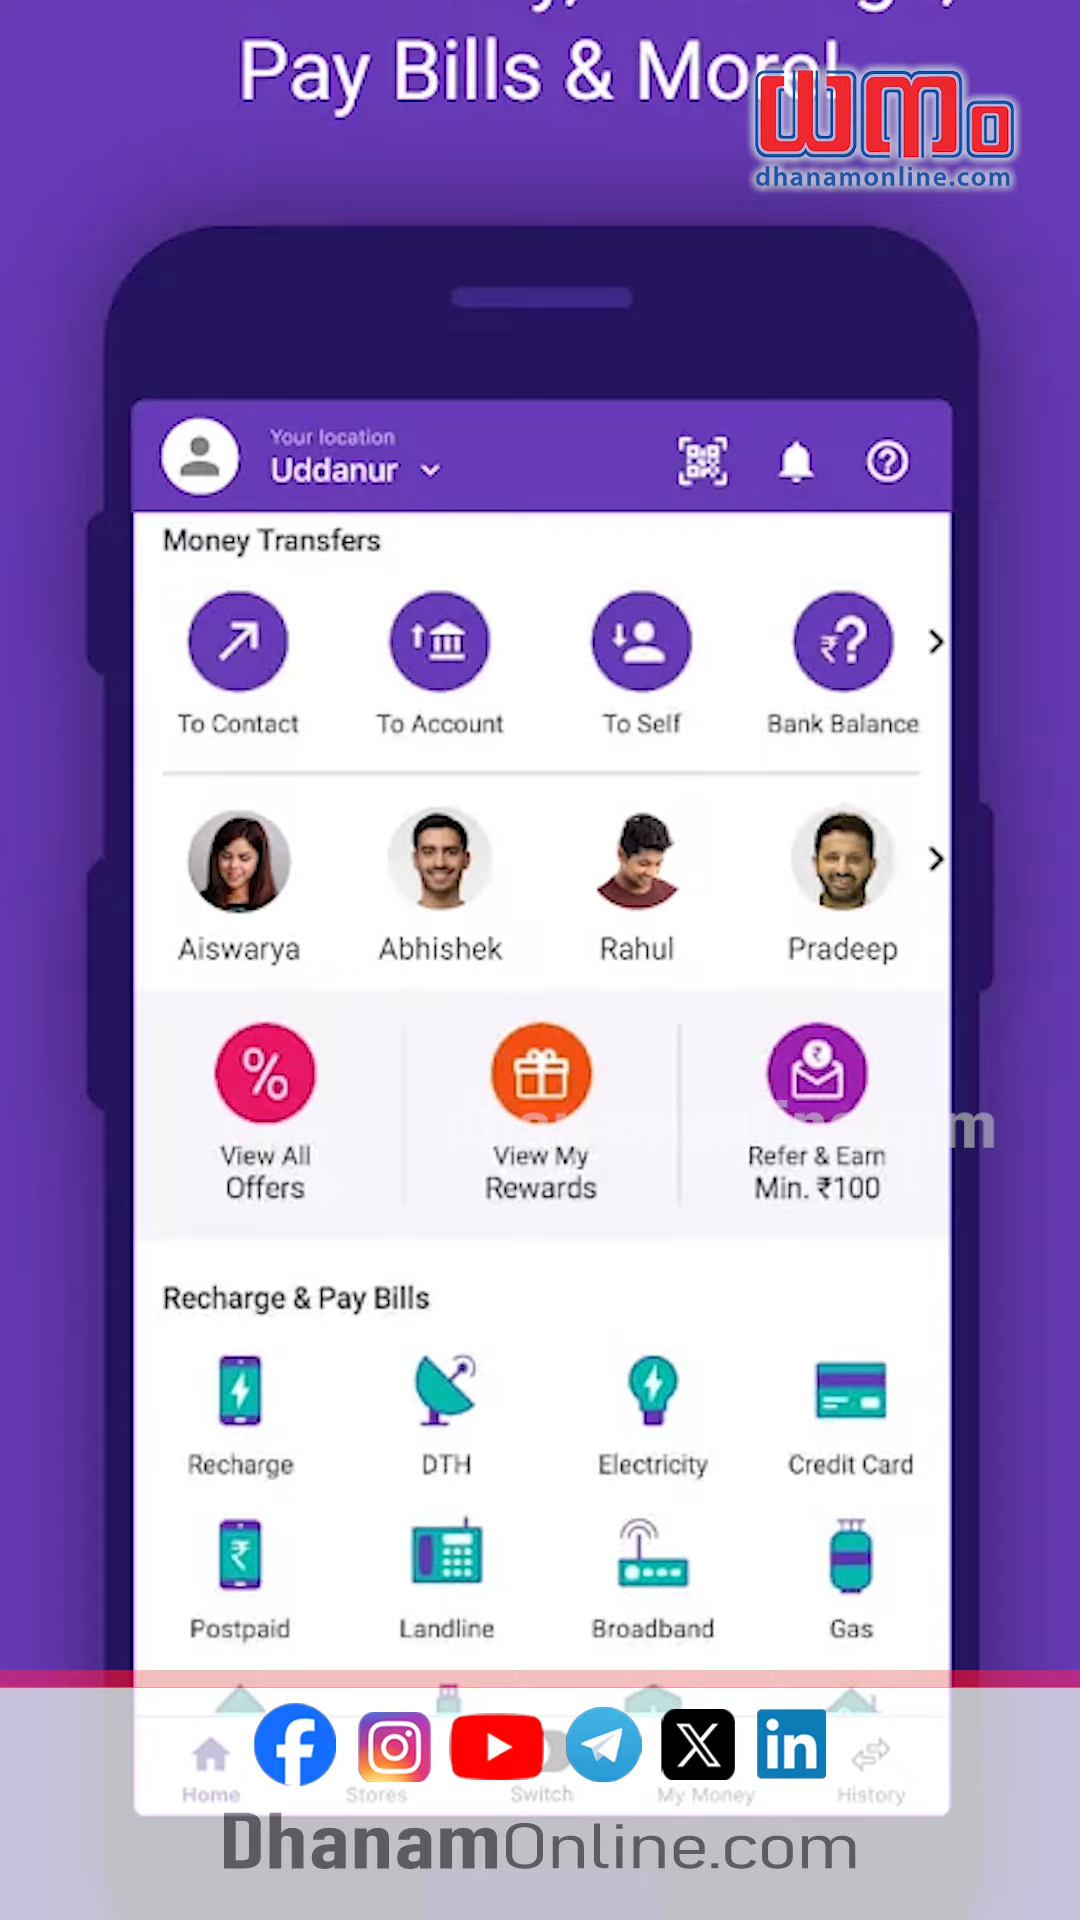 Pay Bills & More!
ധനം
dhanamonline.com
Your location
Uddanur
Money Transfers
To Contact
To Account
To Self
Bank Balance
Aiswarya
Abhishek
Rahul
Pradeep
View All
Offers
View My
Rewards
Refer & Earn
Min. ₹100
Recharge & Pay Bills
Recharge
DTH
Electricity
Credit Card
Postpaid
Landline
Broadband
Gas
Home
Stores
Switch
My Money
History
DhanamOnline.com